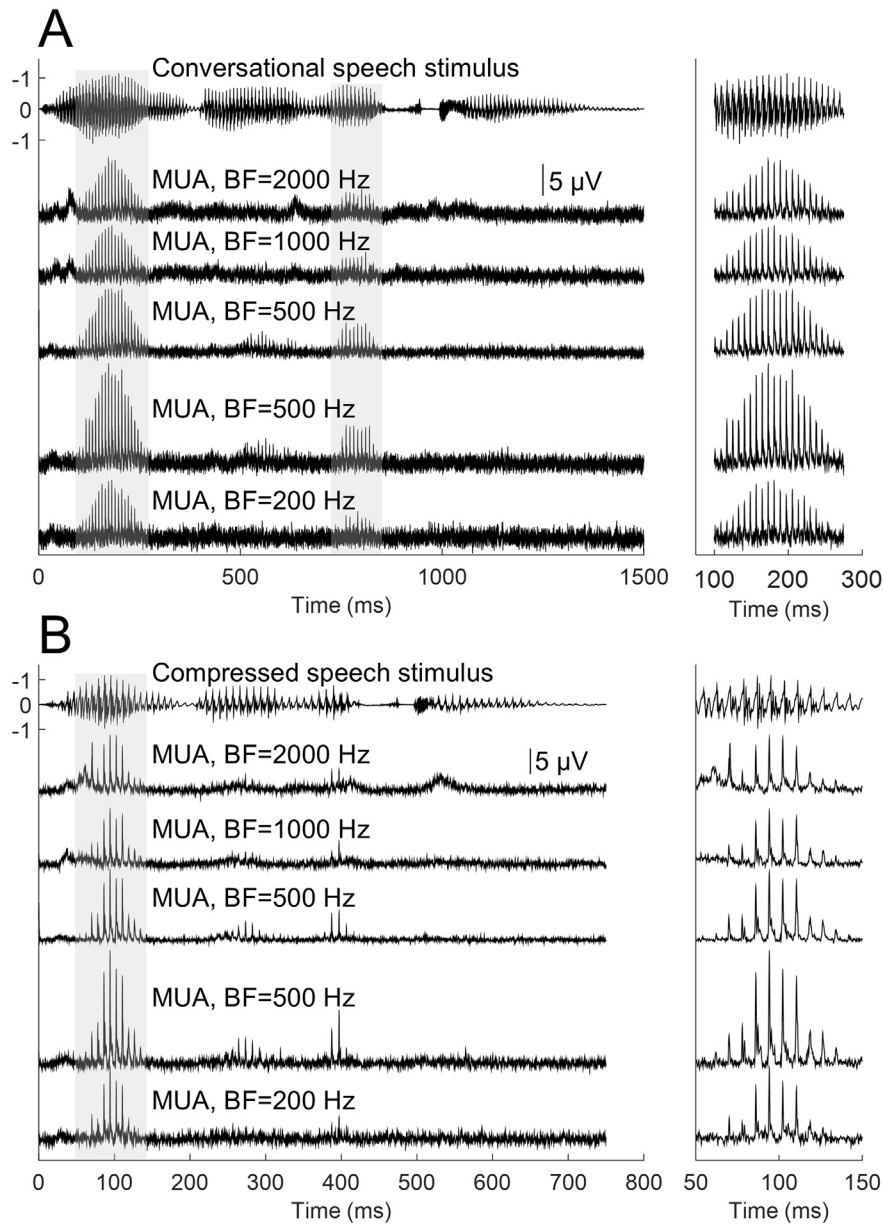 A
Conversational speech stimulus
-1
0
-1
MUA, BF=2000 Hz
5 µV
MUA, BF=1000 Hz
MUA, BF=500 Hz
MUA, BF=500 Hz
MUA, BF=200 Hz
0 500 1000 1500
Time (ms)
100 200 300
Time (ms)
B
Compressed speech stimulus
-1
0
-1
MUA, BF=2000 Hz
5 µV
MUA, BF=1000 Hz
MUA, BF=500 Hz
MUA, BF=500 Hz
MUA, BF=200 Hz
0 100 200 300 400 500 600 700 800
Time (ms)
50 100 150
Time (ms)